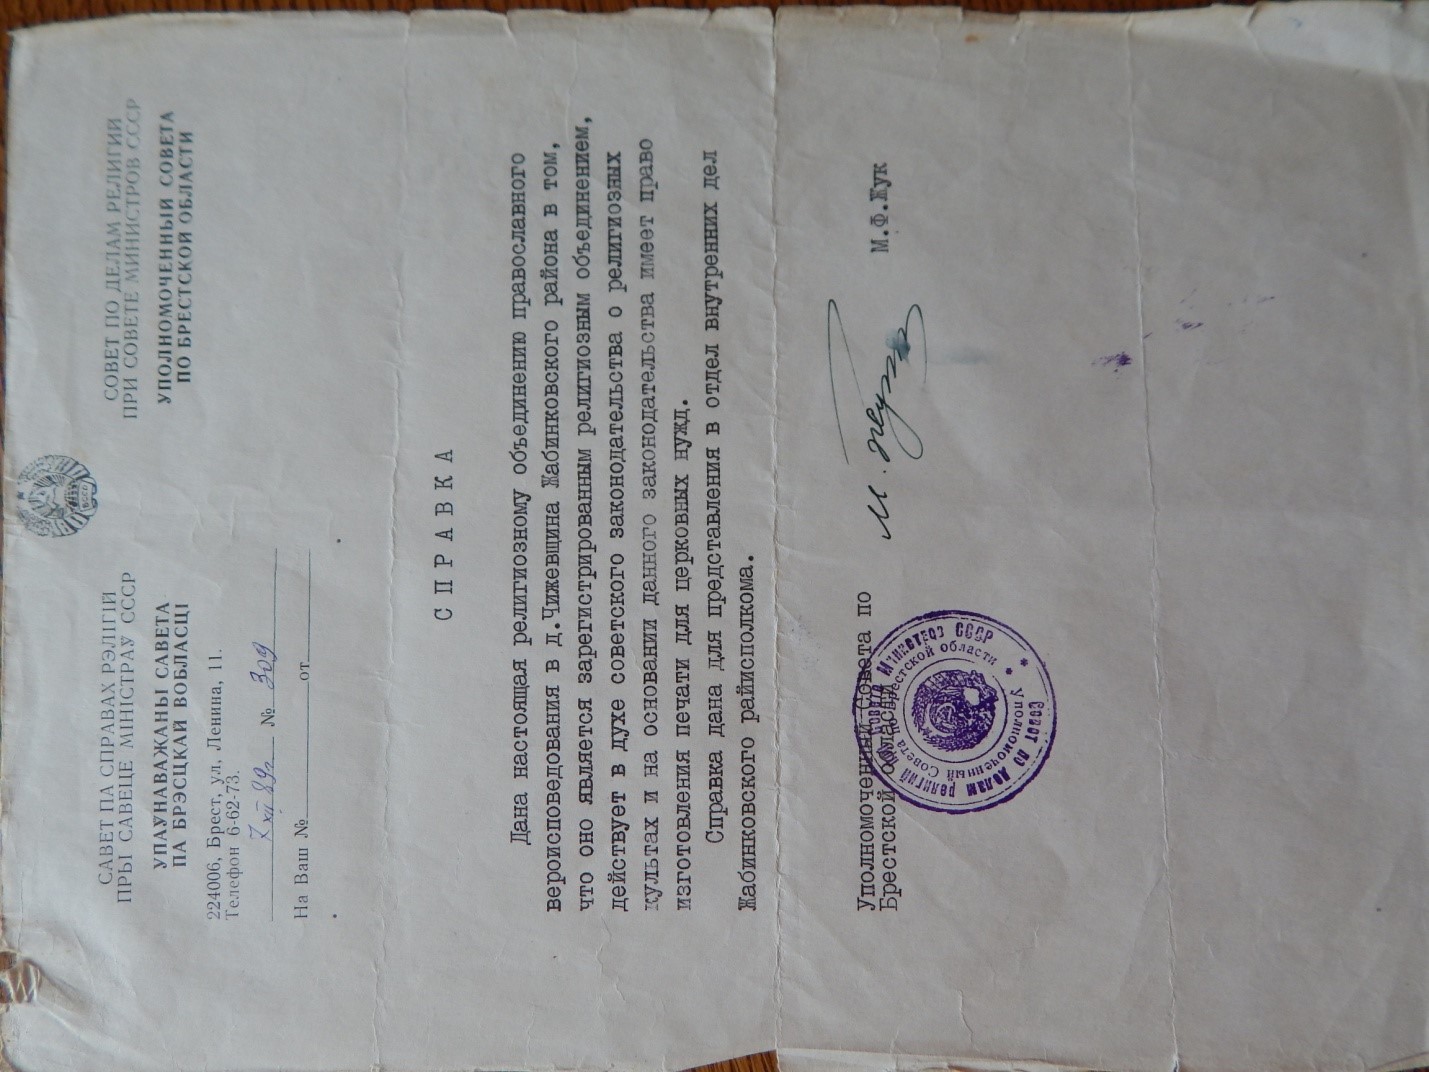 БССР
САВЕТ ПА СПРАВАХ РЭЛІГІЙ
ПРЫ САВЕЦЕ МІНІСТРАЎ СССР
УПАЎНАВАЖАНЫ САВЕТА
ПА БРЭСЦКАЙ ВОБЛАСЦІ
СОВЕТ ПО ДЕЛАМ РЕЛИГИЙ
ПРИ СОВЕТЕ МИНИСТРОВ СССР
УПОЛНОМОЧЕННЫЙ СОВЕТА
ПО БРЕСТСКОЙ ОБЛАСТИ
224006, Брест, ул. Ленина, 11.
Телефон 6-62-73.
7 XII 89г № 309
На Ваш № от
СПРАВКА
Дана настоящая религиозному объединению православного
вероисповедования в д.Чижевщина Жабинковского района в том,
что оно является зарегистрированным религиозным объединением,
действует в духе советского законодательства о религиозных
культах и на основании данного законодательства имеет право
изготовления печати для церковных нужд.
Справка дана для представления в отдел внутренних дел
Жабинковского райисполкома.
Уполномоченный Совета по
Брестской области
М.Ф.Жук
Совет по делам религий при Совете Министров СССР
Уполномоченный Совета по Брестской области